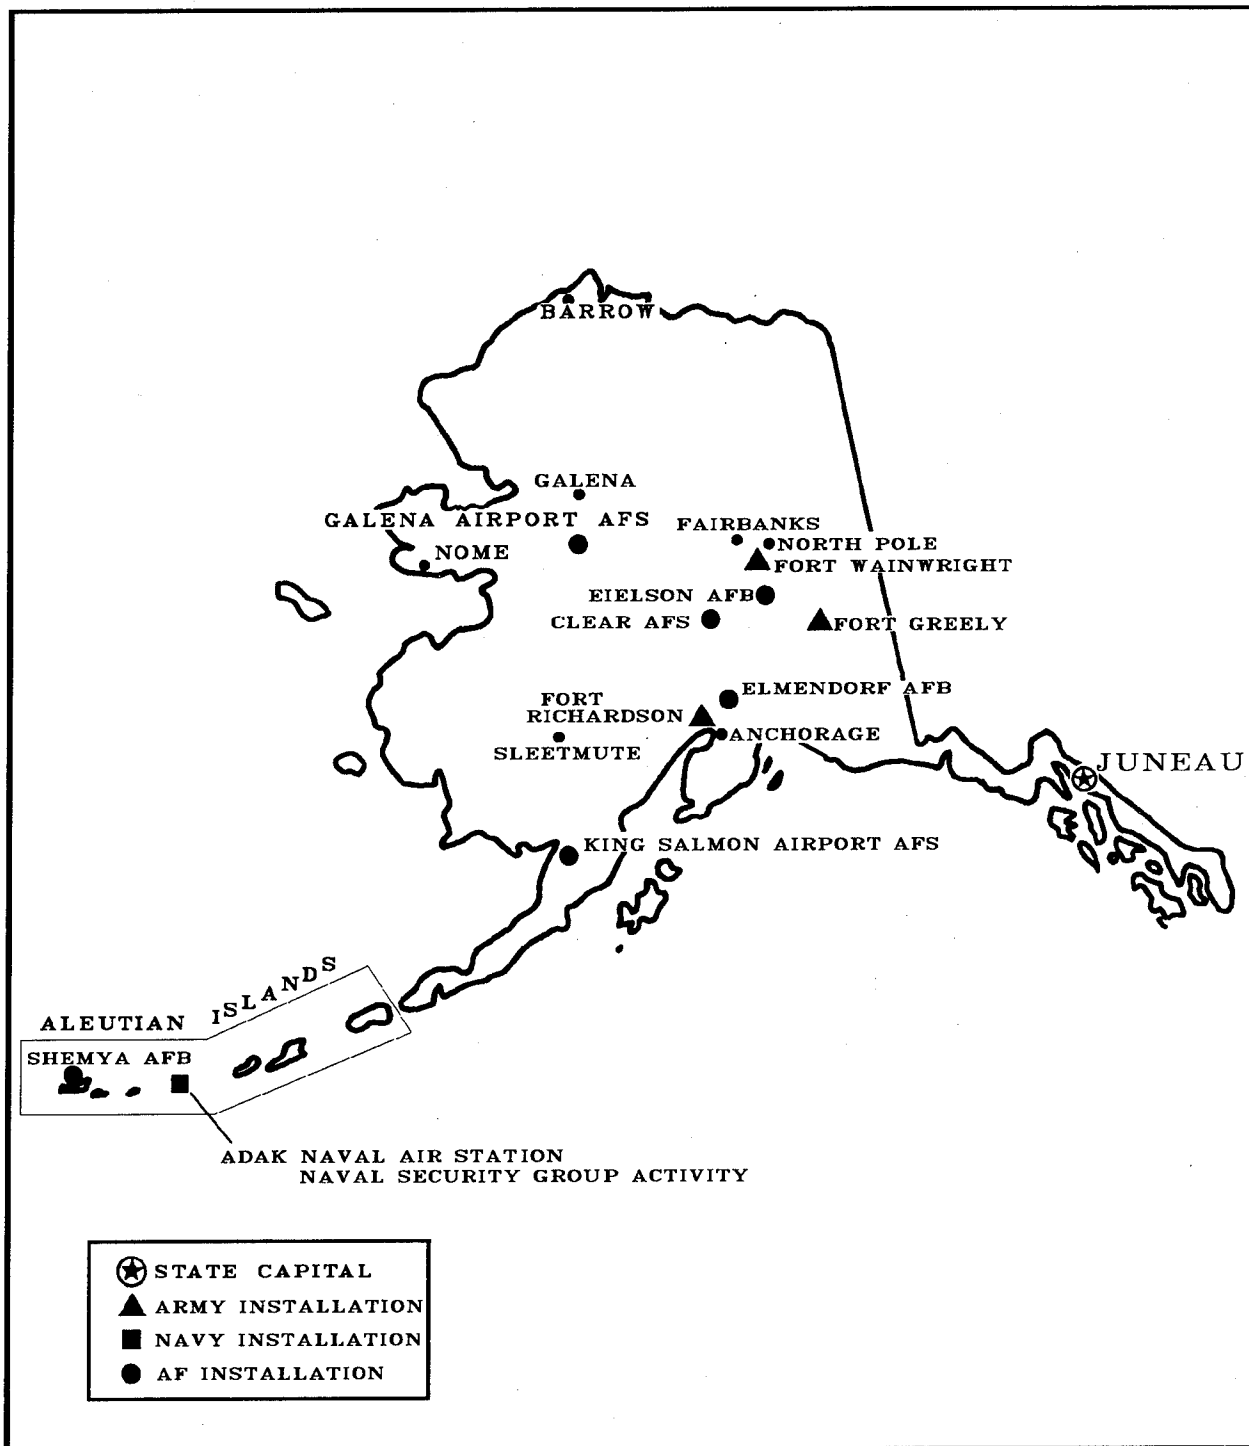 BARROW
GALENA
GALENA AIRPORT AFS
FAIRBANKS
NORTH POLE
NOME
FORT WAINWRIGHT
EIELSON AFB
CLEAR AFS
FORT GREELY
ELMENDORF AFB
FORT
RICHARDSON
ANCHORAGE
SLEETMUTE
JUNEAU
KING SALMON AIRPORT AFS
ALEUTIAN ISLANDS
SHEMYA AFB
ADAK NAVAL AIR STATION
NAVAL SECURITY GROUP ACTIVITY
STATE CAPITAL
ARMY INSTALLATION
NAVY INSTALLATION
AF INSTALLATION